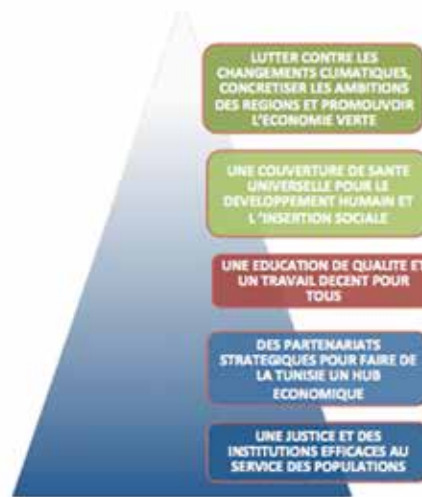 LUTTER CONTRE LES
CHANGEMENTS CLIMATIQUES,
CONCRETISER LES AMBITIONS
DES REGIONS ET PROMOUVOIR
L'ECONOMIE VERTE
UNE COUVERTURE DE SANTE
UNIVERSELLE POUR LE
DEVELOPPEMENT HUMAIN ET
L 'INSERTION SOCIALE
UNE EDUCATION DE QUALITE ET
UN TRAVAIL DECENT POUR
TOUS
DES PARTENARIATS
STRATEGIQUES POUR FAIRE DE
LA TUNISIE UN HUB
ECONOMIQUE
UNE JUSTICE ET DES
INSTITUTIONS EFFICACES AU
SERVICE DES POPULATIONS